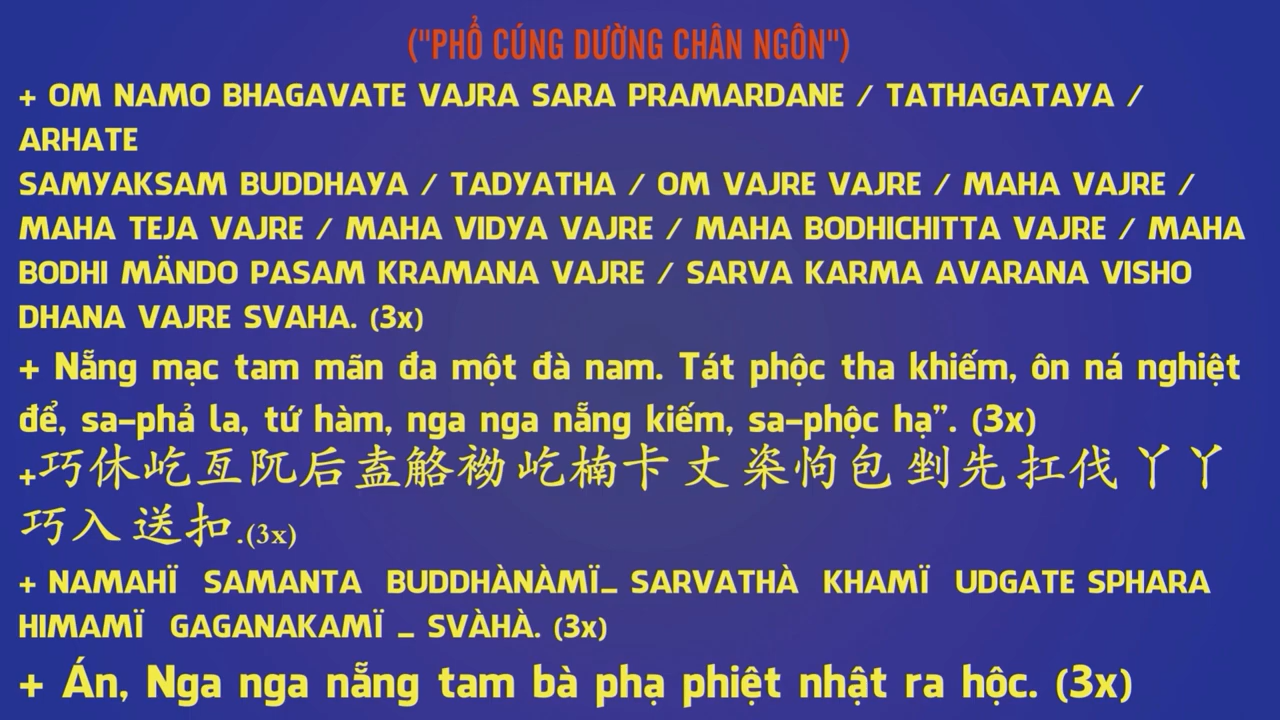 ("PHỔ CÚNG DƯỜNG CHÂN NGÔN")
+ OM NAMO BHAGAVATE VAJRA SARA PRAMARDANE / TATHAGATAYA /
ARHATE
SAMYAKSAM BUDDHAYA / TADYATHA / OM VAJRE VAJRE / MAHA VAJRE /
MAHA TEJA VAJRE / MAHA VIDYA VAJRE / MAHA BODHICHITTA VAJRE / MAHA
BODHI MÄNDO PASAM KRAMANA VAJRE / SARVA KARMA AVARANA VISHO
DHANA VAJRE SVAHA. (3x)
+ Nẵng mạc tam mãn đa một đà nam. Tát phộc tha khiếm, ôn ná nghiệt
để, sa-phả la, tứ hàm, nga nga nẵng kiếm, sa-phộc hạ”. (3x)
+巧休屹亙阢后盍觡袎屹楠卡丈楶怐包剉先扛伐丫丫
巧入送扣.(3x)
+ NAMAHÏ SAMANTA BUDDHÀNÀMÏ_ SARVATHÀ KHAMÏ UDGATE SPHARA
HIMAMÏ GAGANAKAMÏ _ SVÀHÀ. (3x)
+ Án, Nga nga nẵng tam bà phạ phiệt nhật ra hộc. (3x)